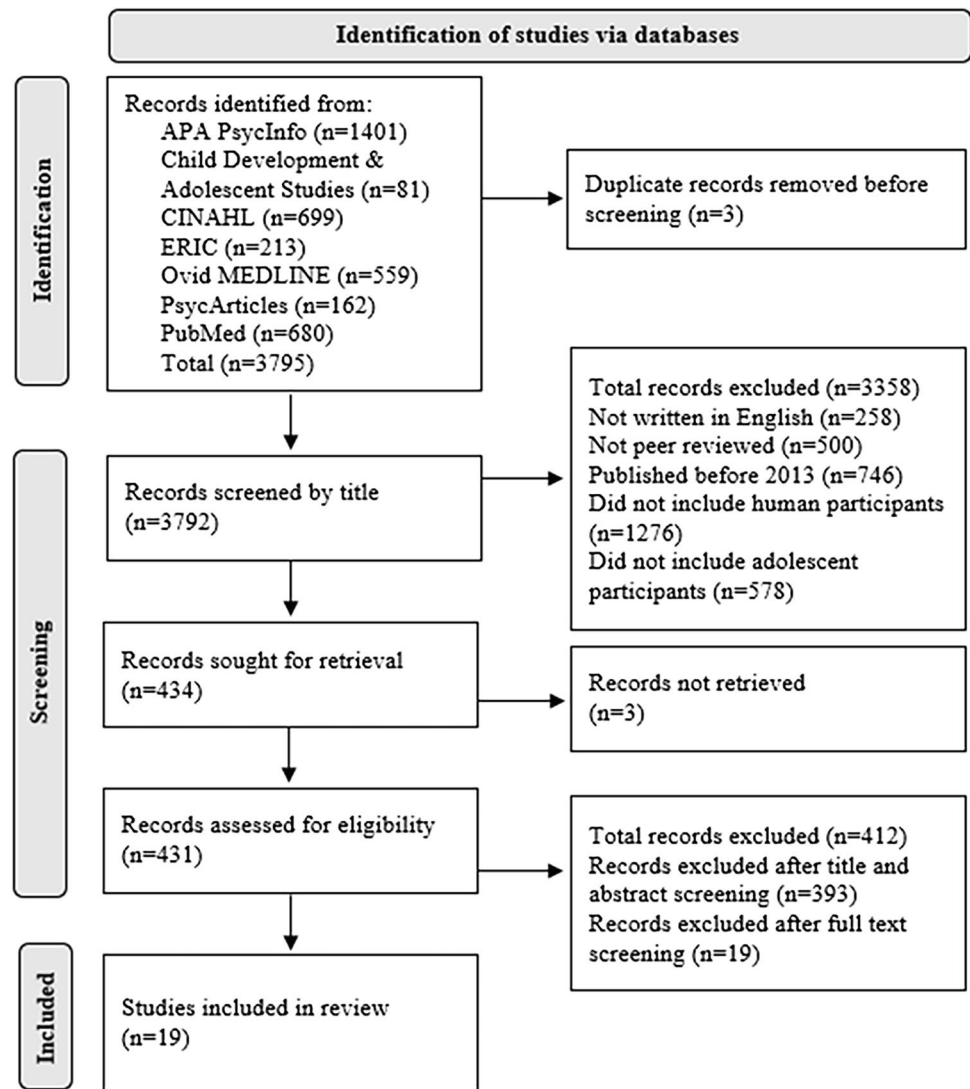 Identification of studies via databases
Identification
Records identified from:
APA PsycInfo (n=1401)
Child Development &
Adolescent Studies (n=81)
CINAHL (n=699)
ERIC (n=213)
Ovid MEDLINE (n=559)
PsycArticles (n=162)
PubMed (n=680)
Total (n=3795)
Duplicate records removed before
screening (n=3)
Screening
Records screened by title
(n=3792)
Total records excluded (n=3358)
Not written in English (n=258)
Not peer reviewed (n=500)
Published before 2013 (n=746)
Did not include human participants
(n=1276)
Did not include adolescent
participants (n=578)
Records sought for retrieval
(n=434)
Records not retrieved
(n=3)
Records assessed for eligibility
(n=431)
Total records excluded (n=412)
Records excluded after title and
abstract screening (n=393)
Records excluded after full text
screening (n=19)
Included
Studies included in review
(n=19)